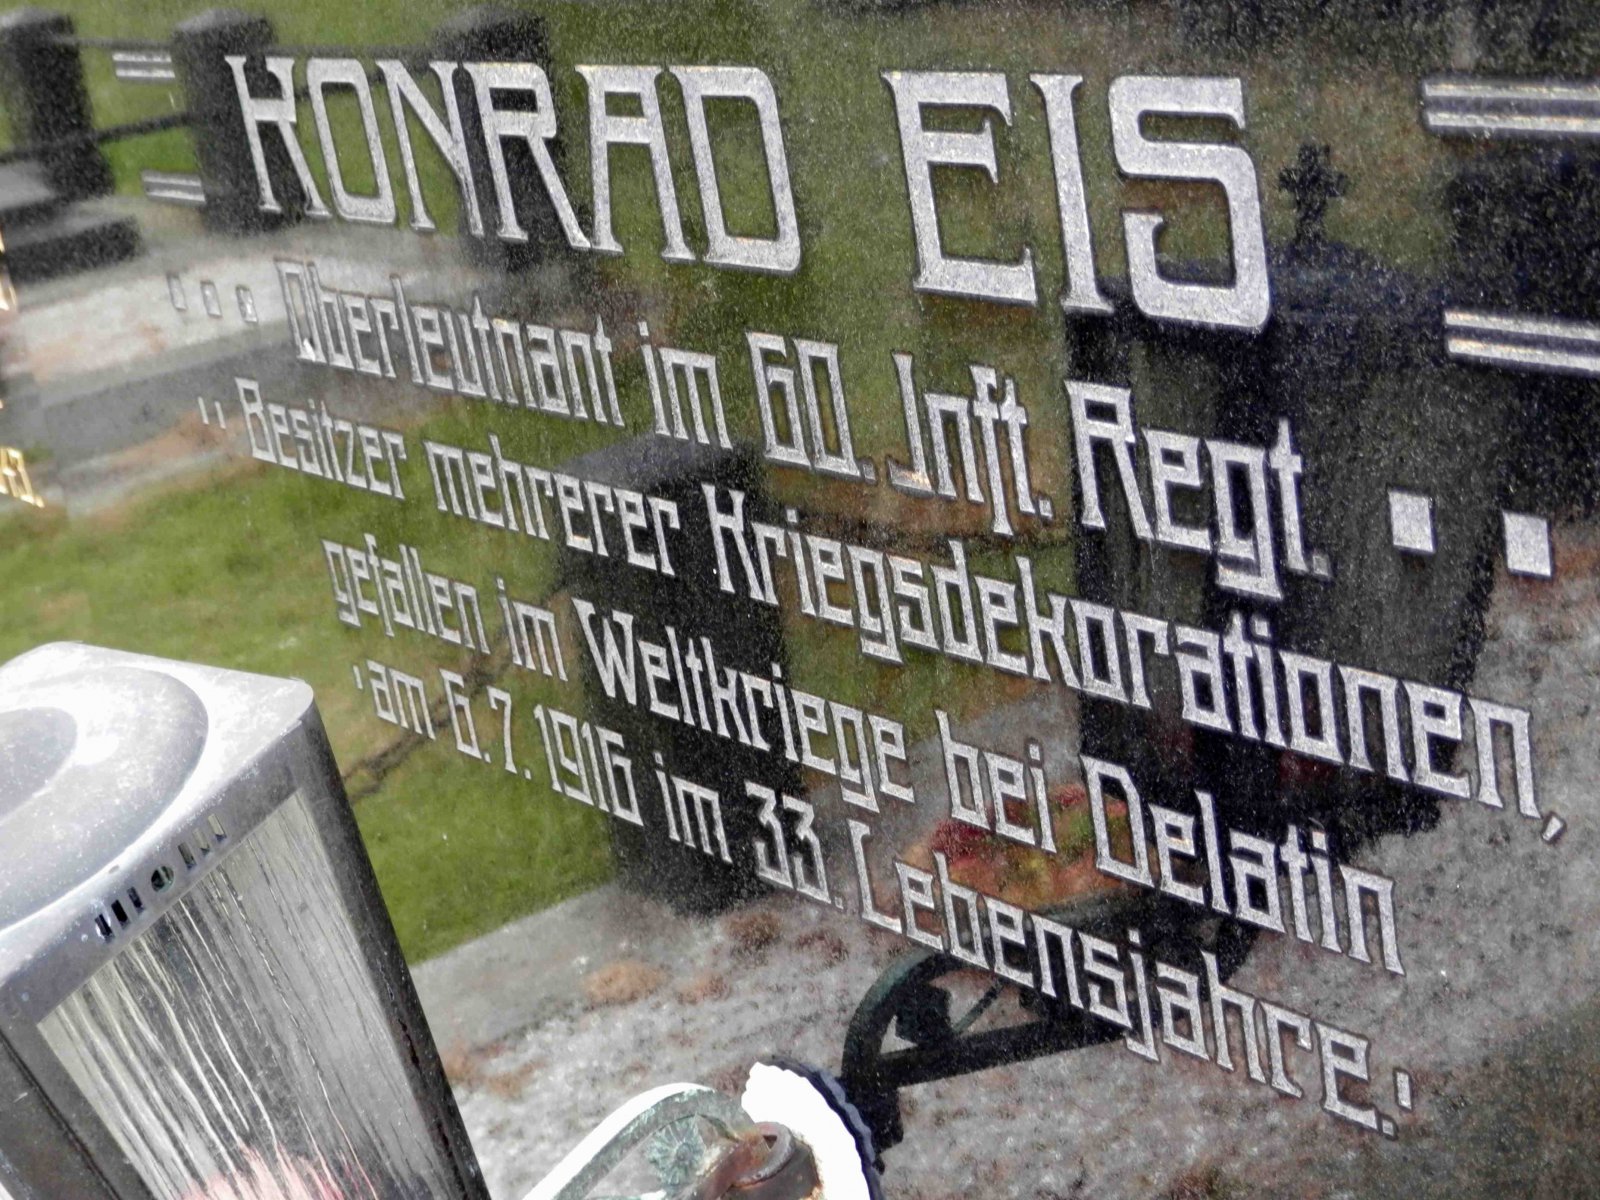 KONRAD EIS
Oberleutnant im 60. Jnft. Regt.
Besitzer mehrerer Kriegsdekorationen,
gefallen im Weltkriege bei Delatin
am 6.7.1916 im 33. Lebensjahre.